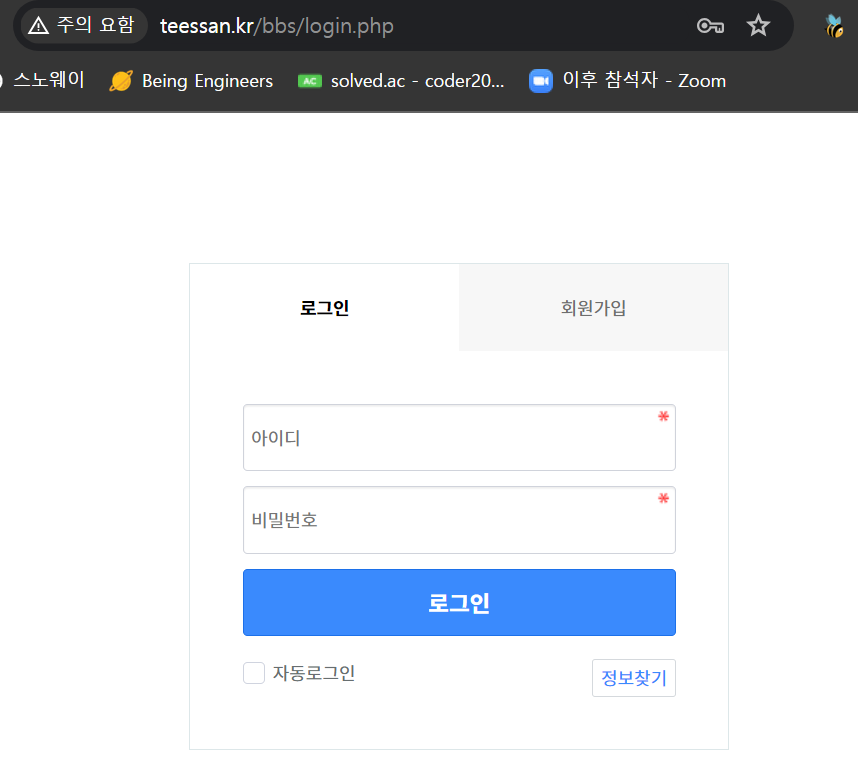 주의 요함 teessan.kr/bbs/login.php
스노웨이 Being Engineers AC solved.ac - coder20... 이후 참석자 - Zoom
로그인 회원가입
아이디 *
비밀번호 *
로그인
자동로그인 정보찾기